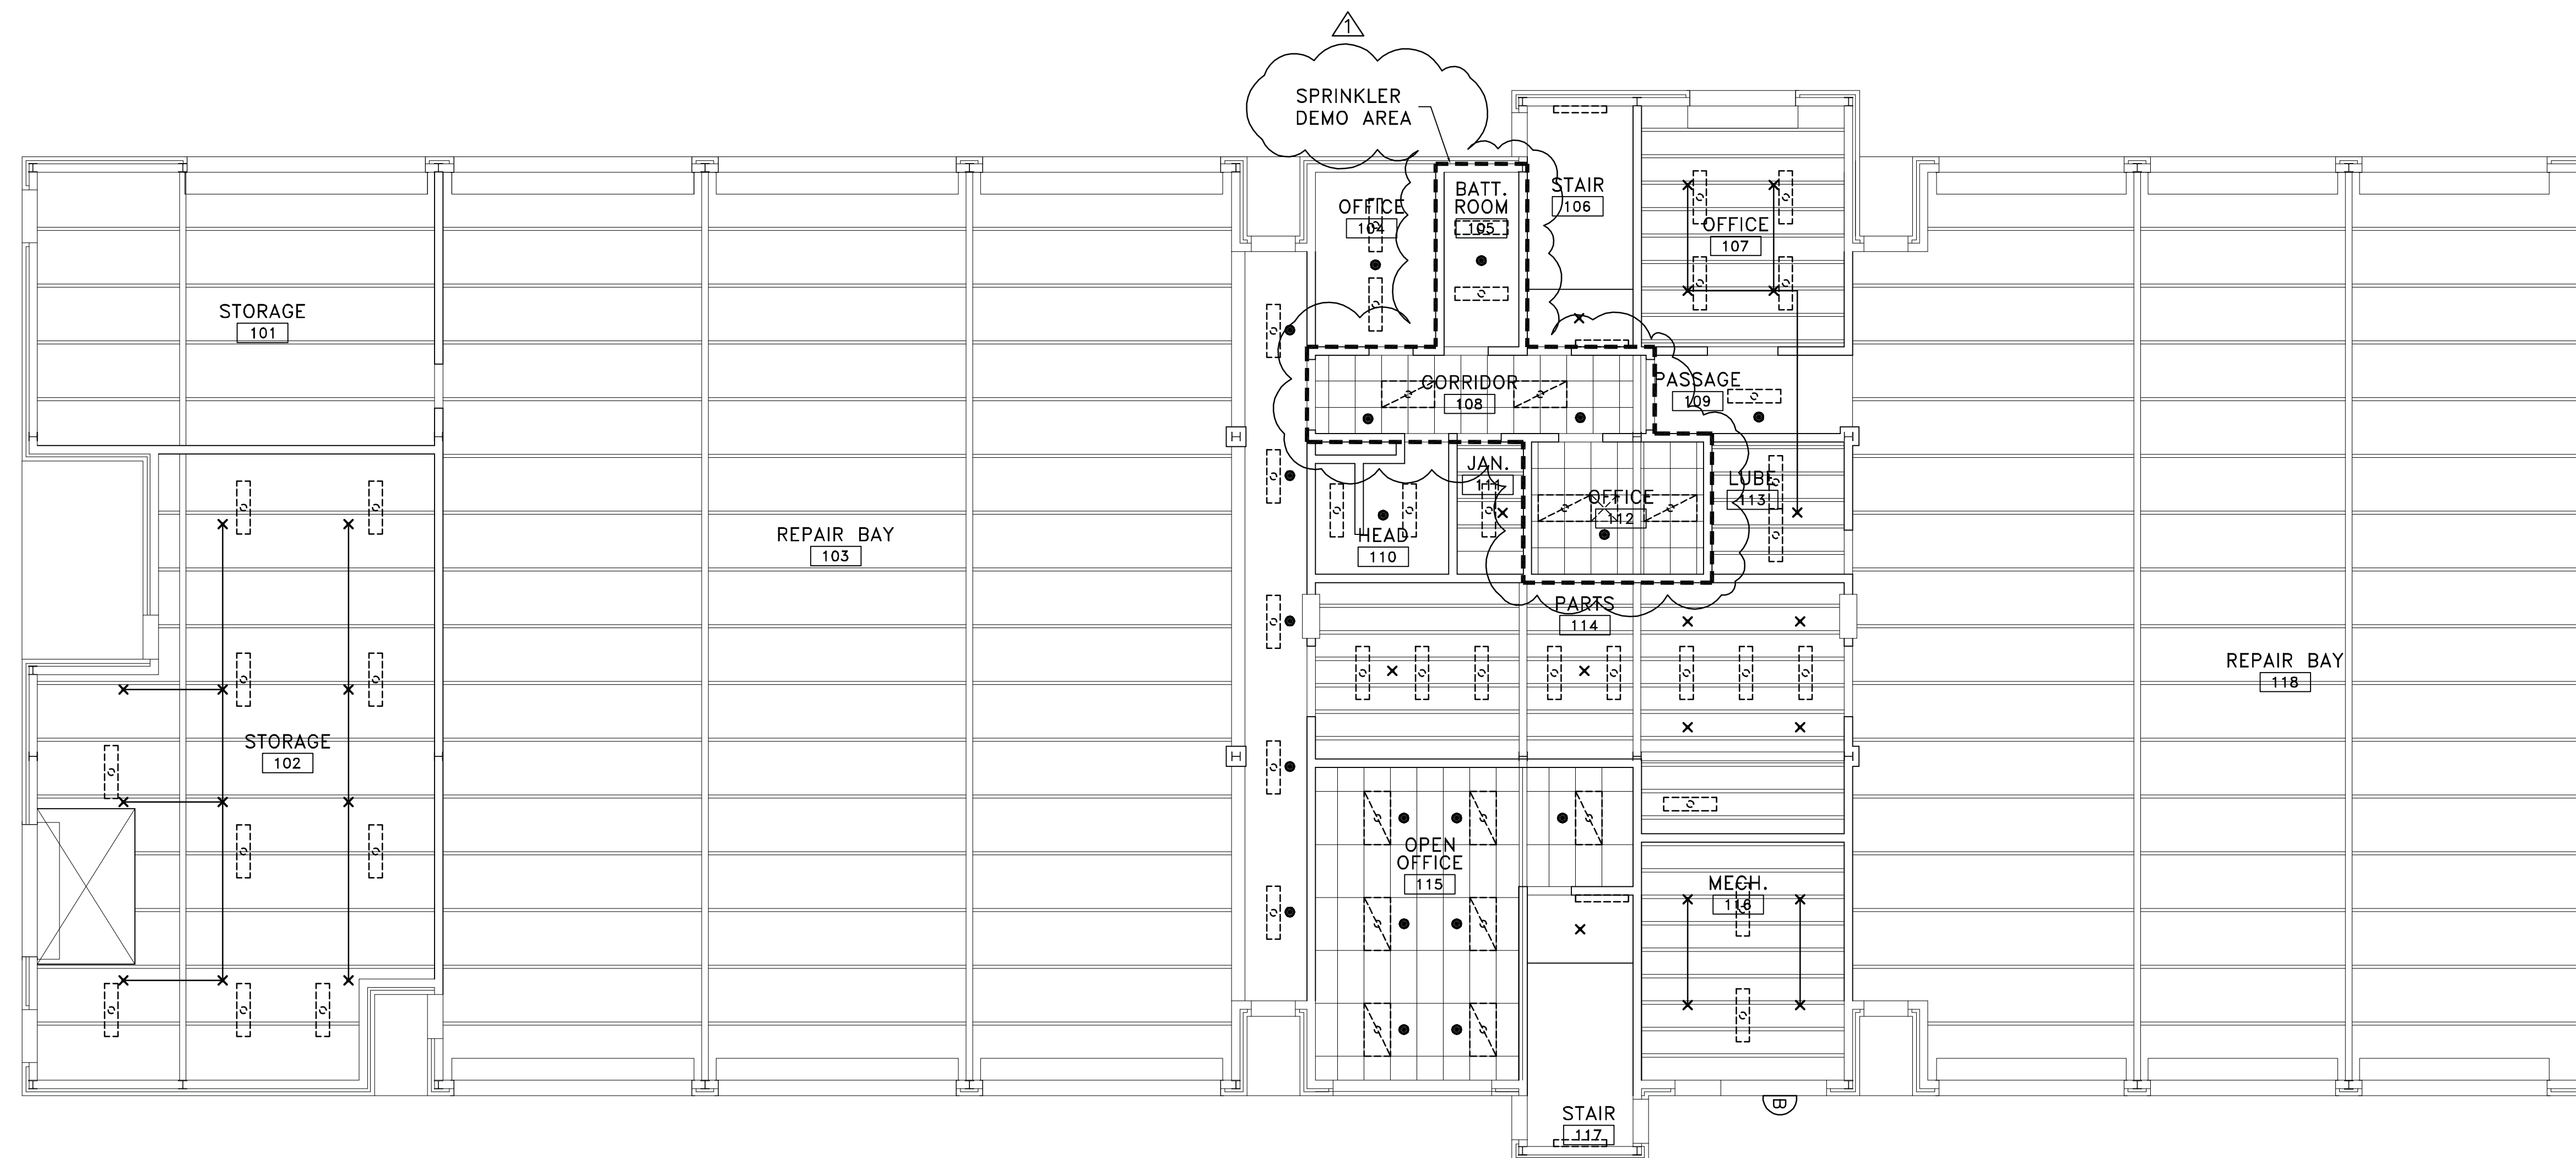 1
SPRINKLER
DEMO AREA
STORAGE
101
STORAGE
102
REPAIR BAY
103
OFFICE
104
BATT.
ROOM
105
STAIR
106
OFFICE
107
CORRIDOR
108
PASSAGE
109
HEAD
110
JAN.
111
OFFICE
112
LUBE
113
PARTS
114
OPEN
OFFICE
115
MECH.
116
STAIR
117
REPAIR BAY
118
B